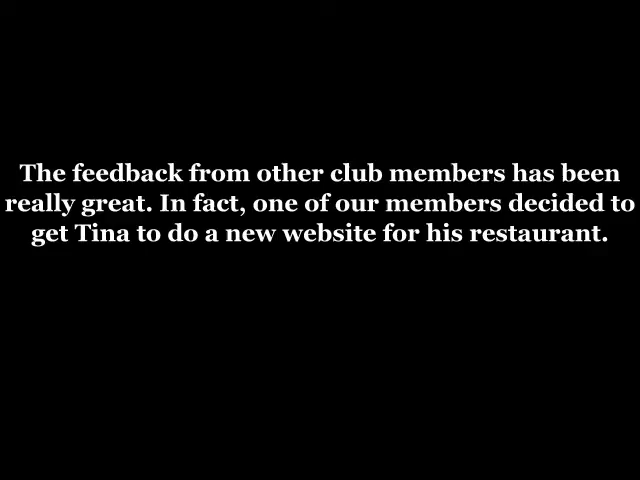 The feedback from other club members has been
really great. In fact, one of our members decided to
get Tina to do a new website for his restaurant.